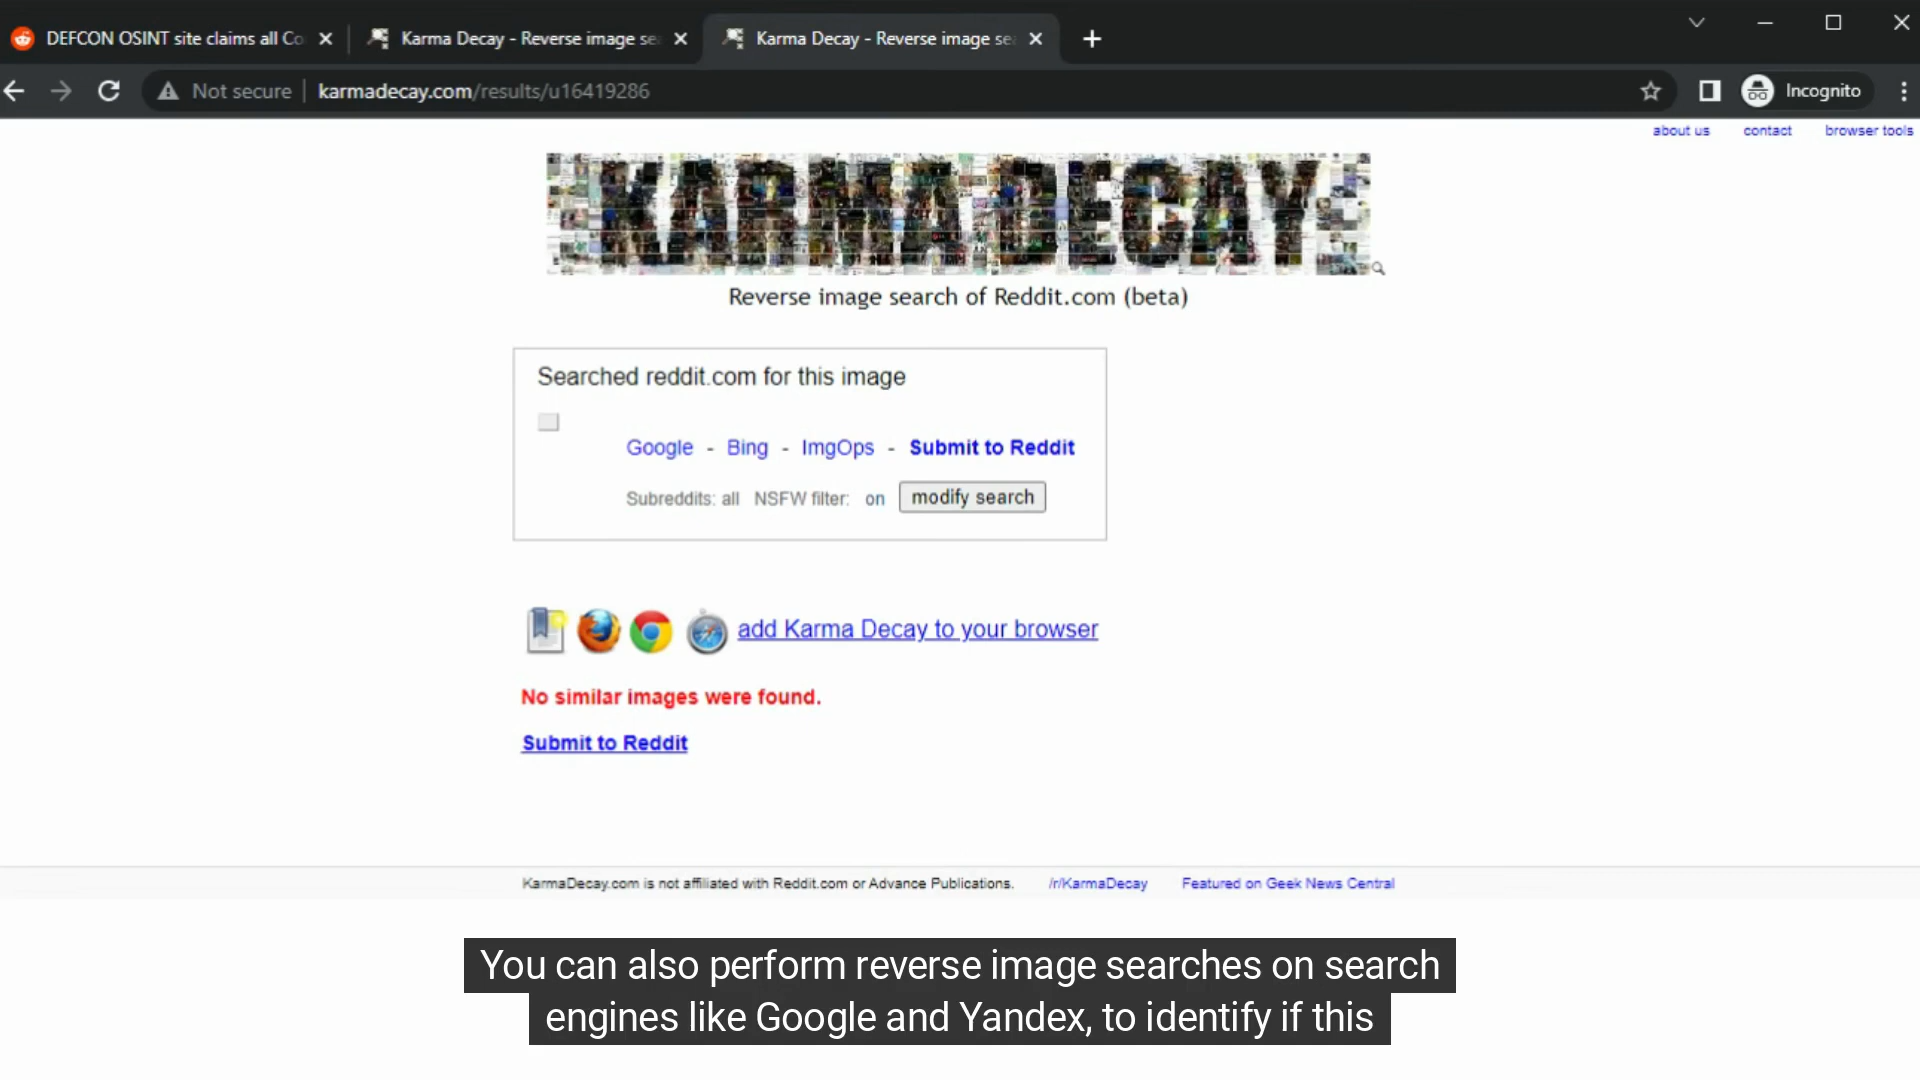 DEFCON OSINT site claims all Co
Karma Decay - Reverse image se
Karma Decay - Reverse image se
Not secure
karmadecay.com/results/u16419286
Incognito
about us contact browser tools
KARMA DECAY
Reverse image search of Reddit.com (beta)
Searched reddit.com for this image
Google - Bing - ImgOps - Submit to Reddit
Subreddits: all NSFW filter: on modify search
add Karma Decay to your browser
No similar images were found.
Submit to Reddit
KarmaDecay.com is not affiliated with Reddit.com or Advance Publications. /r/KarmaDecay Featured on Geek News Central
You can also perform reverse image searches on search
engines like Google and Yandex, to identify if this